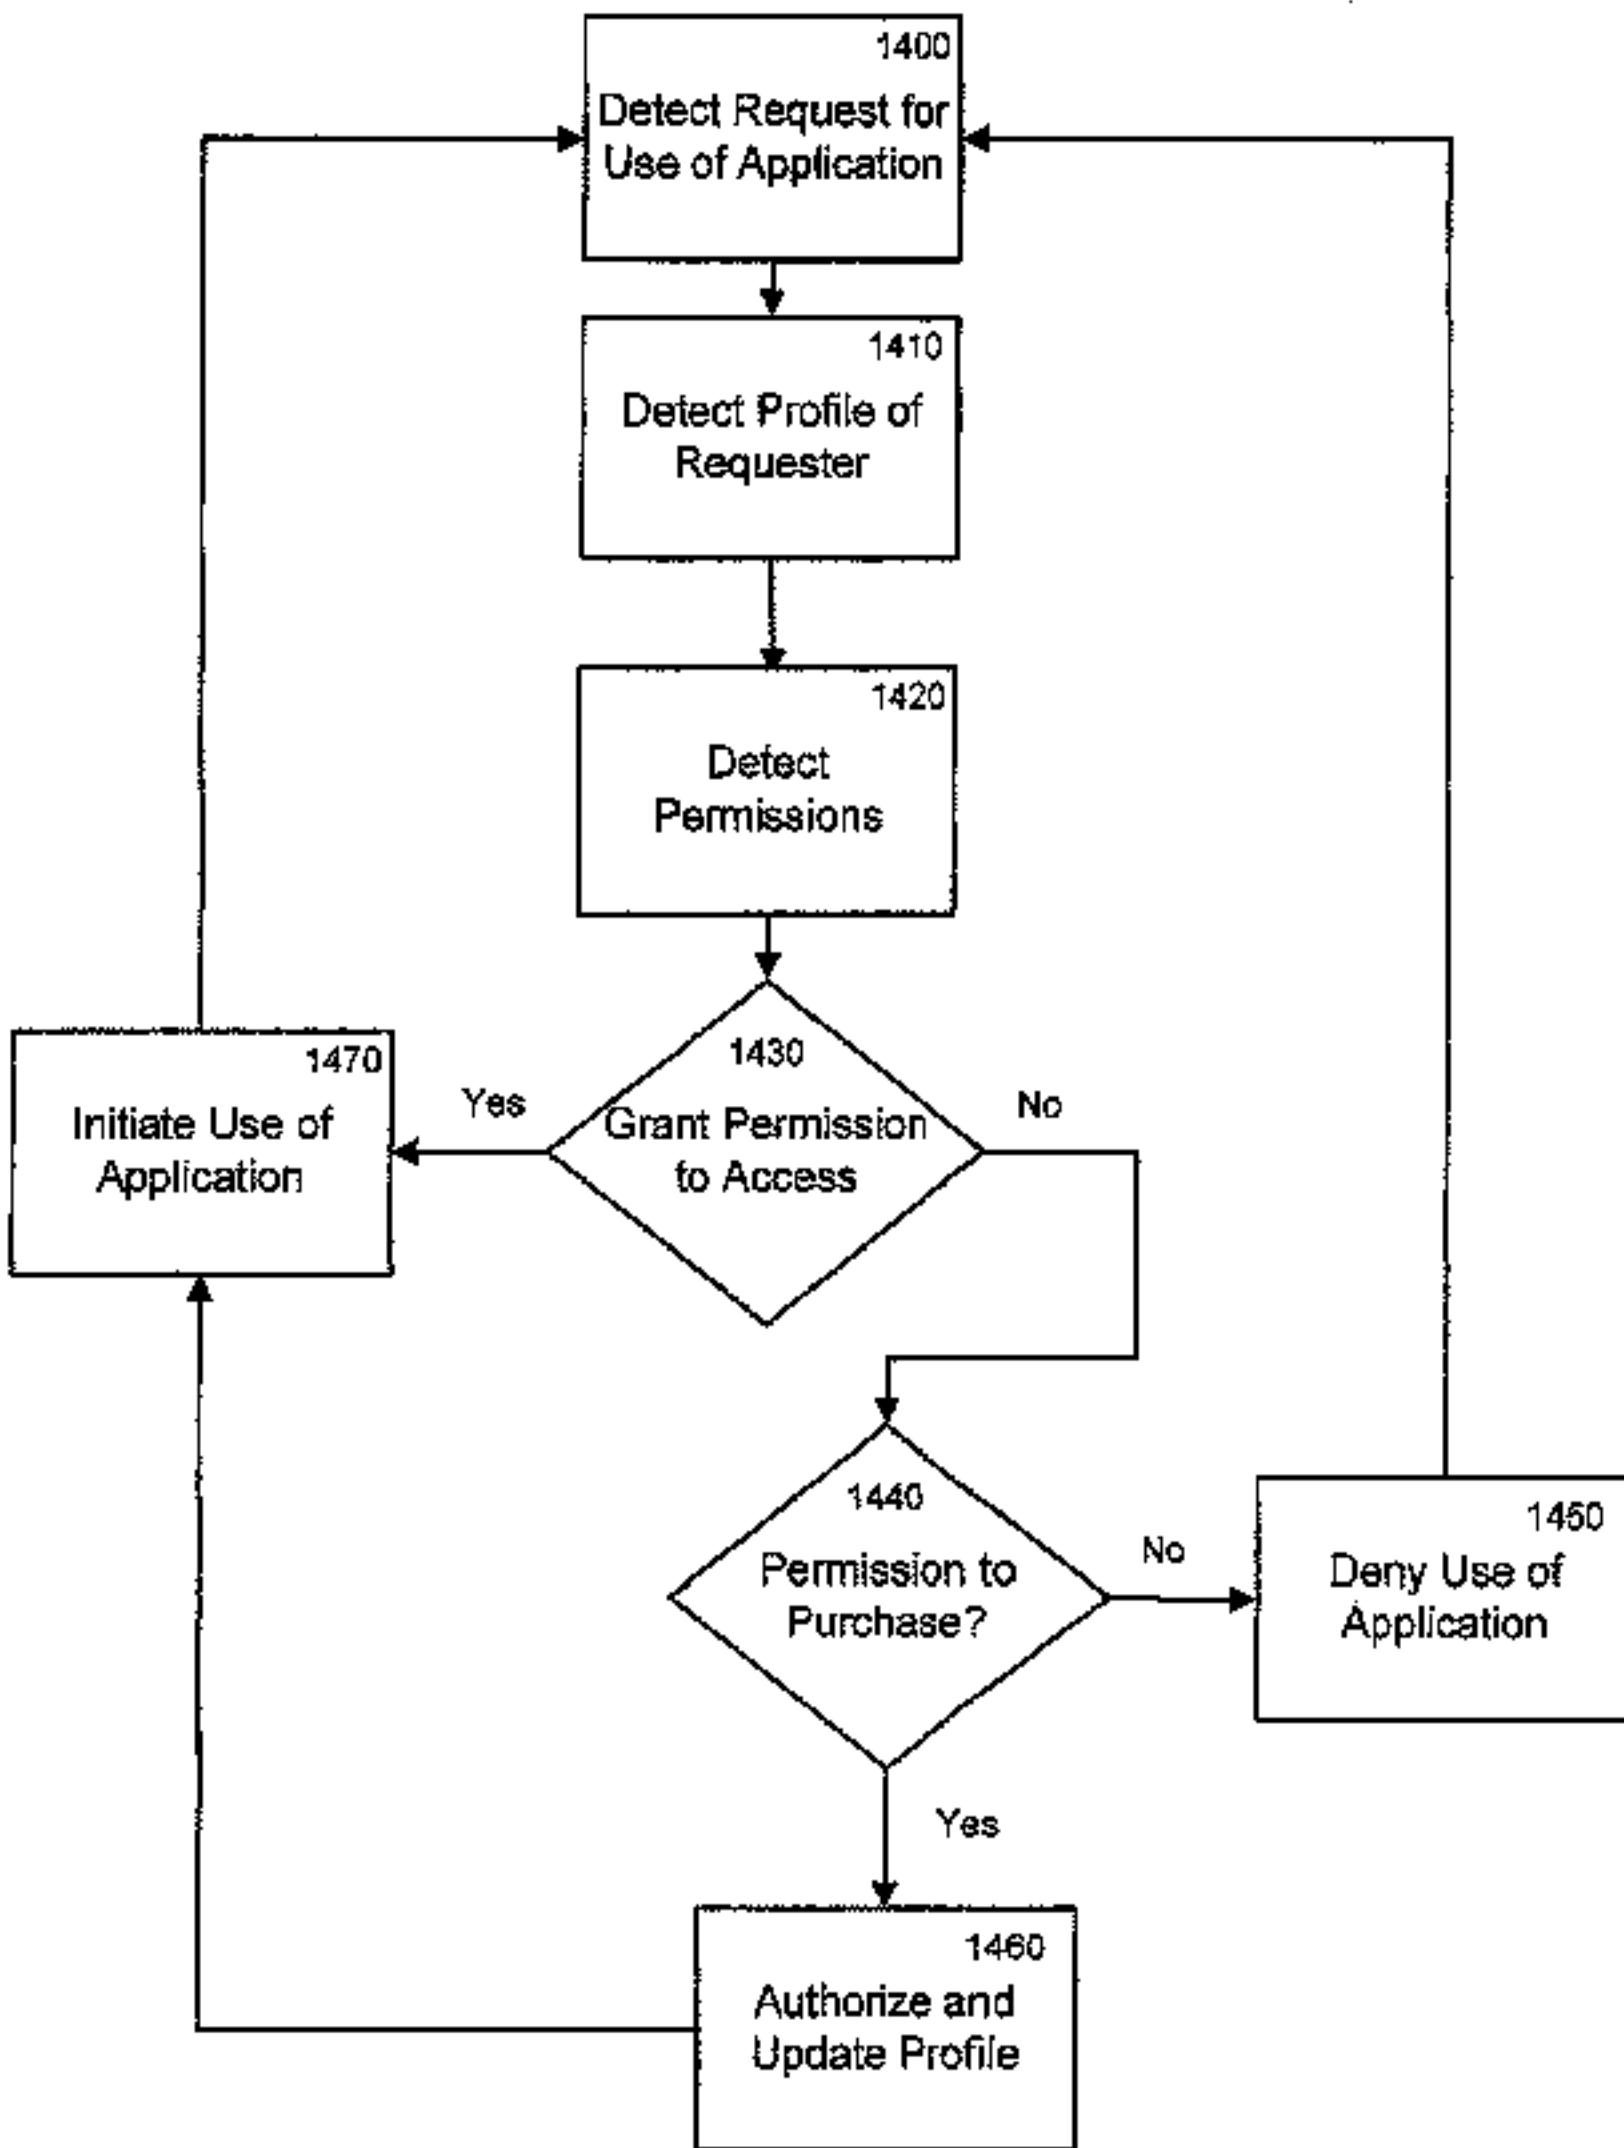 1400
Detect Request for
Use of Application
1410
Detect Profile of
Requester
1420
Detect
Permissions
1430
Grant Permission
to Access
Yes
No
1470
Initiate Use of
Application
1440
Permission to
Purchase?
No
1450
Deny Use of
Application
Yes
1460
Authorize and
Update Profile